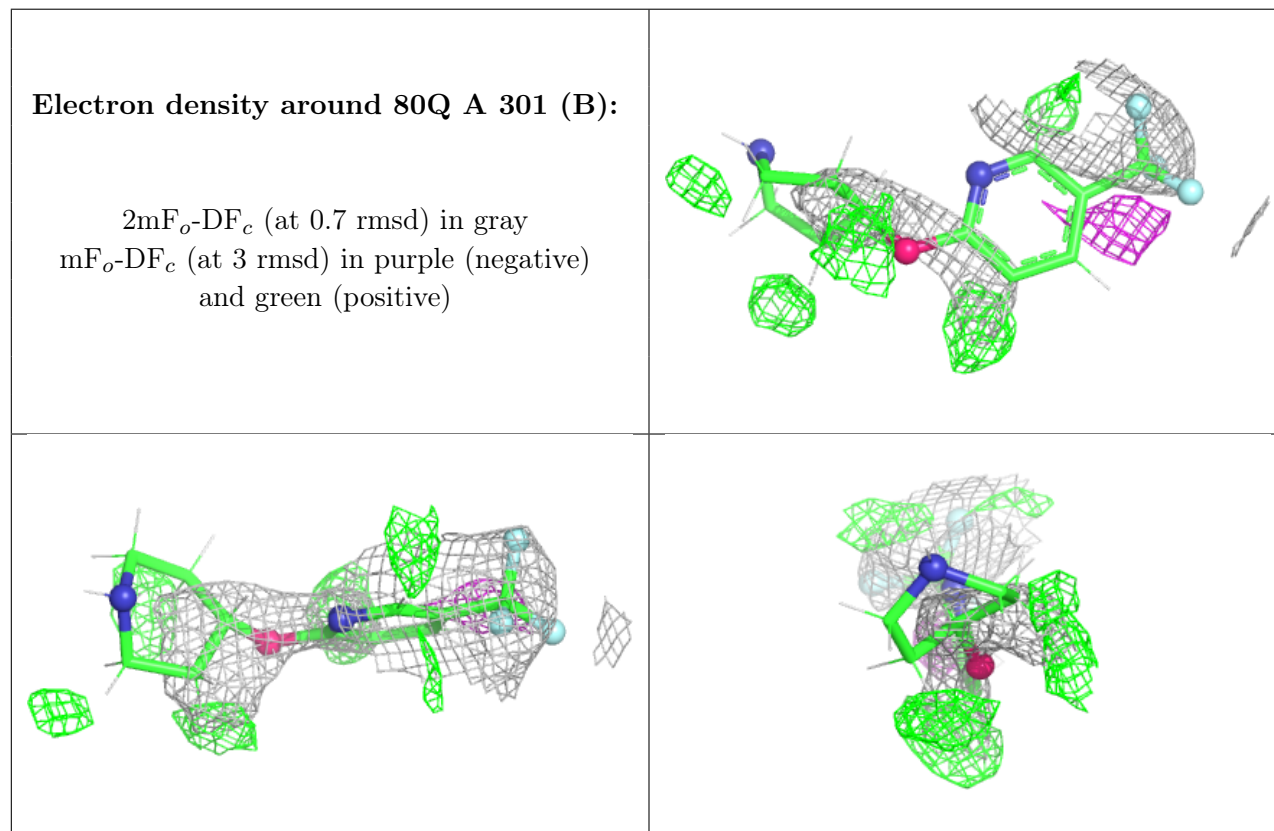 Electron density around 80Q A 301 (B):
2mFₒ-DF𝑐 (at 0.7 rmsd) in gray
mFₒ-DF𝑐 (at 3 rmsd) in purple (negative)
and green (positive)